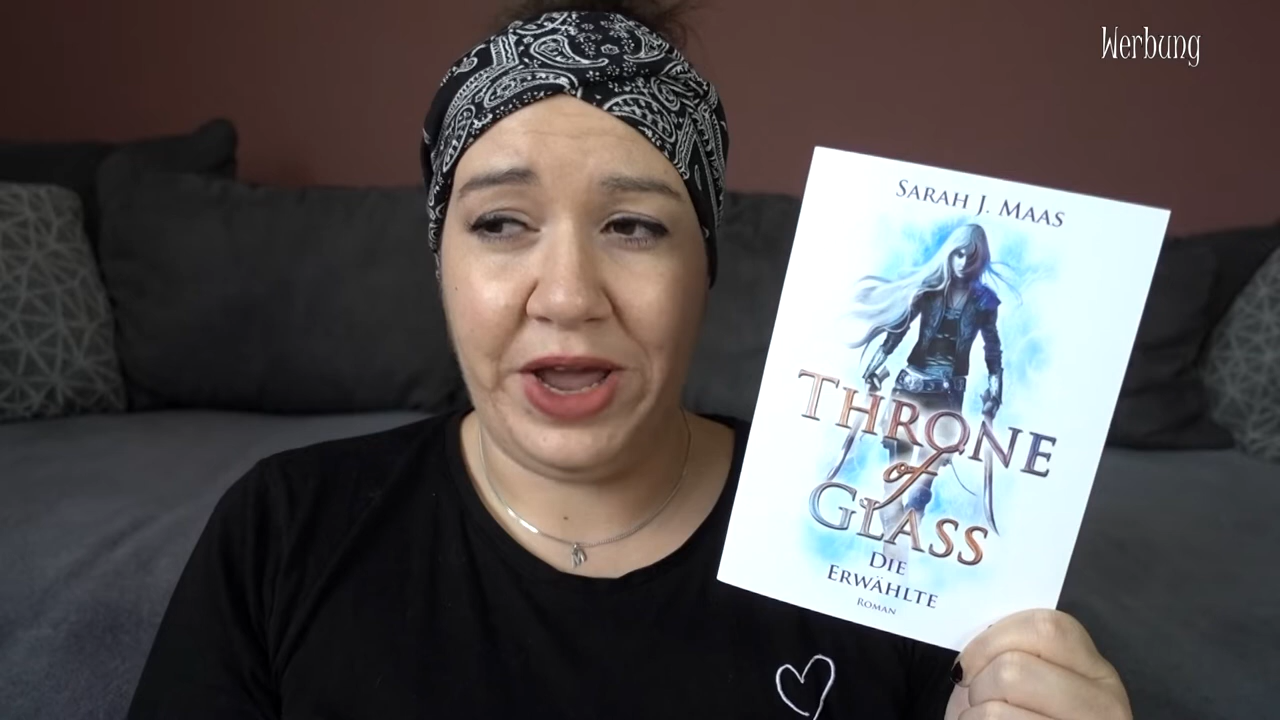 Werbung
SARAH J. MAAS
THRONE
of
GLASS
DIE
ERWÄHLTE
ROMAN